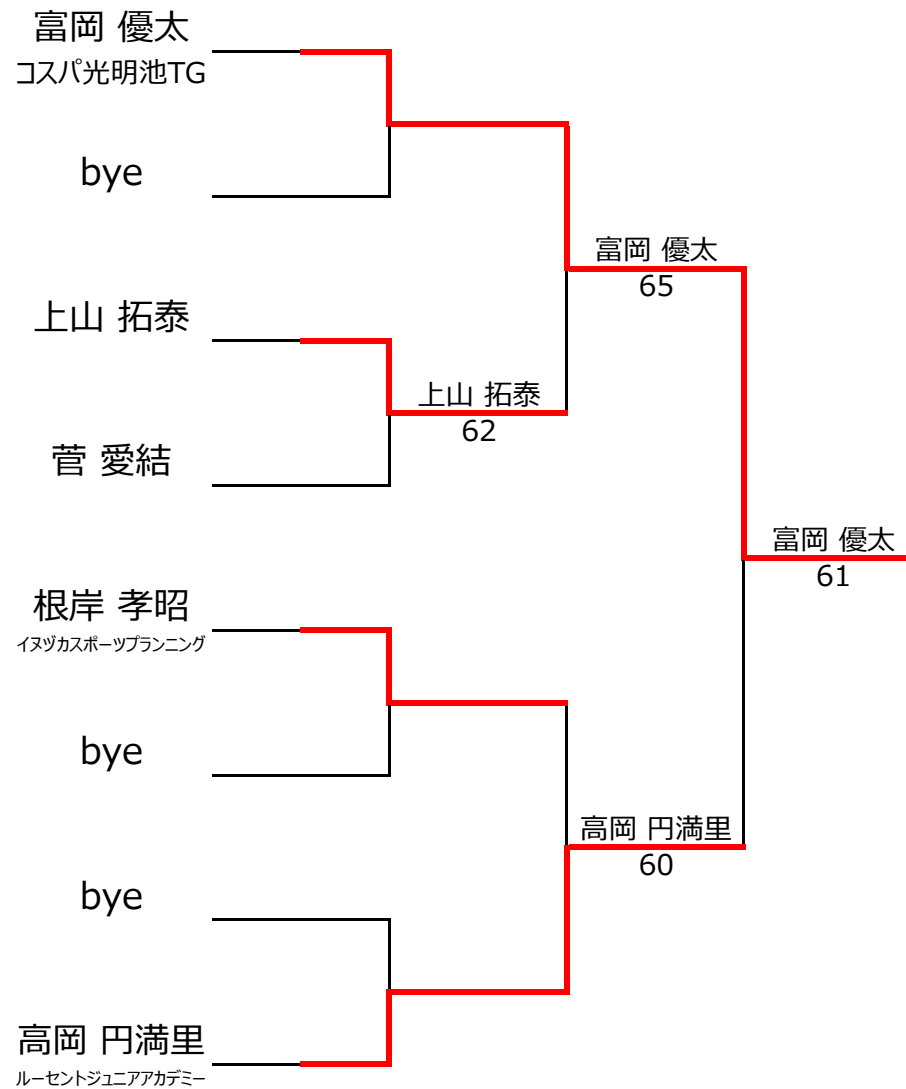 富岡 優太
コスパ光明池TG
bye
富岡 優太
65
上山 拓泰
上山 拓泰
62
菅 愛結
富岡 優太
61
根岸 孝昭
イヌヅカスポーツプランニング
bye
高岡 円満里
60
bye
高岡 円満里
ルーセントジュニアアカデミー